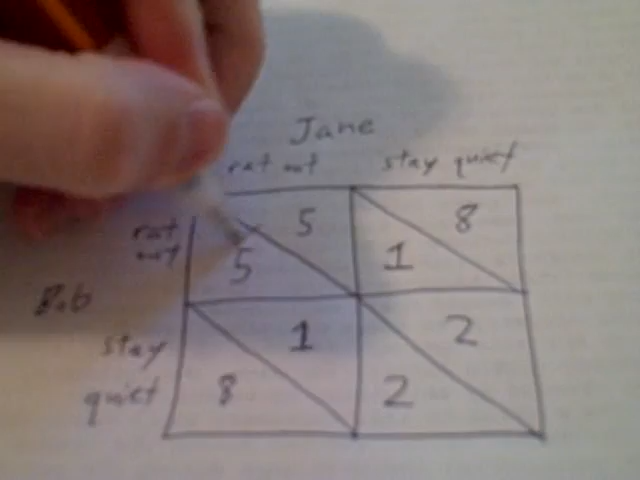 Jane
rat out stay quiet
rat 5 8
out 5 1
Bob
stay 1 2
quiet 8 2